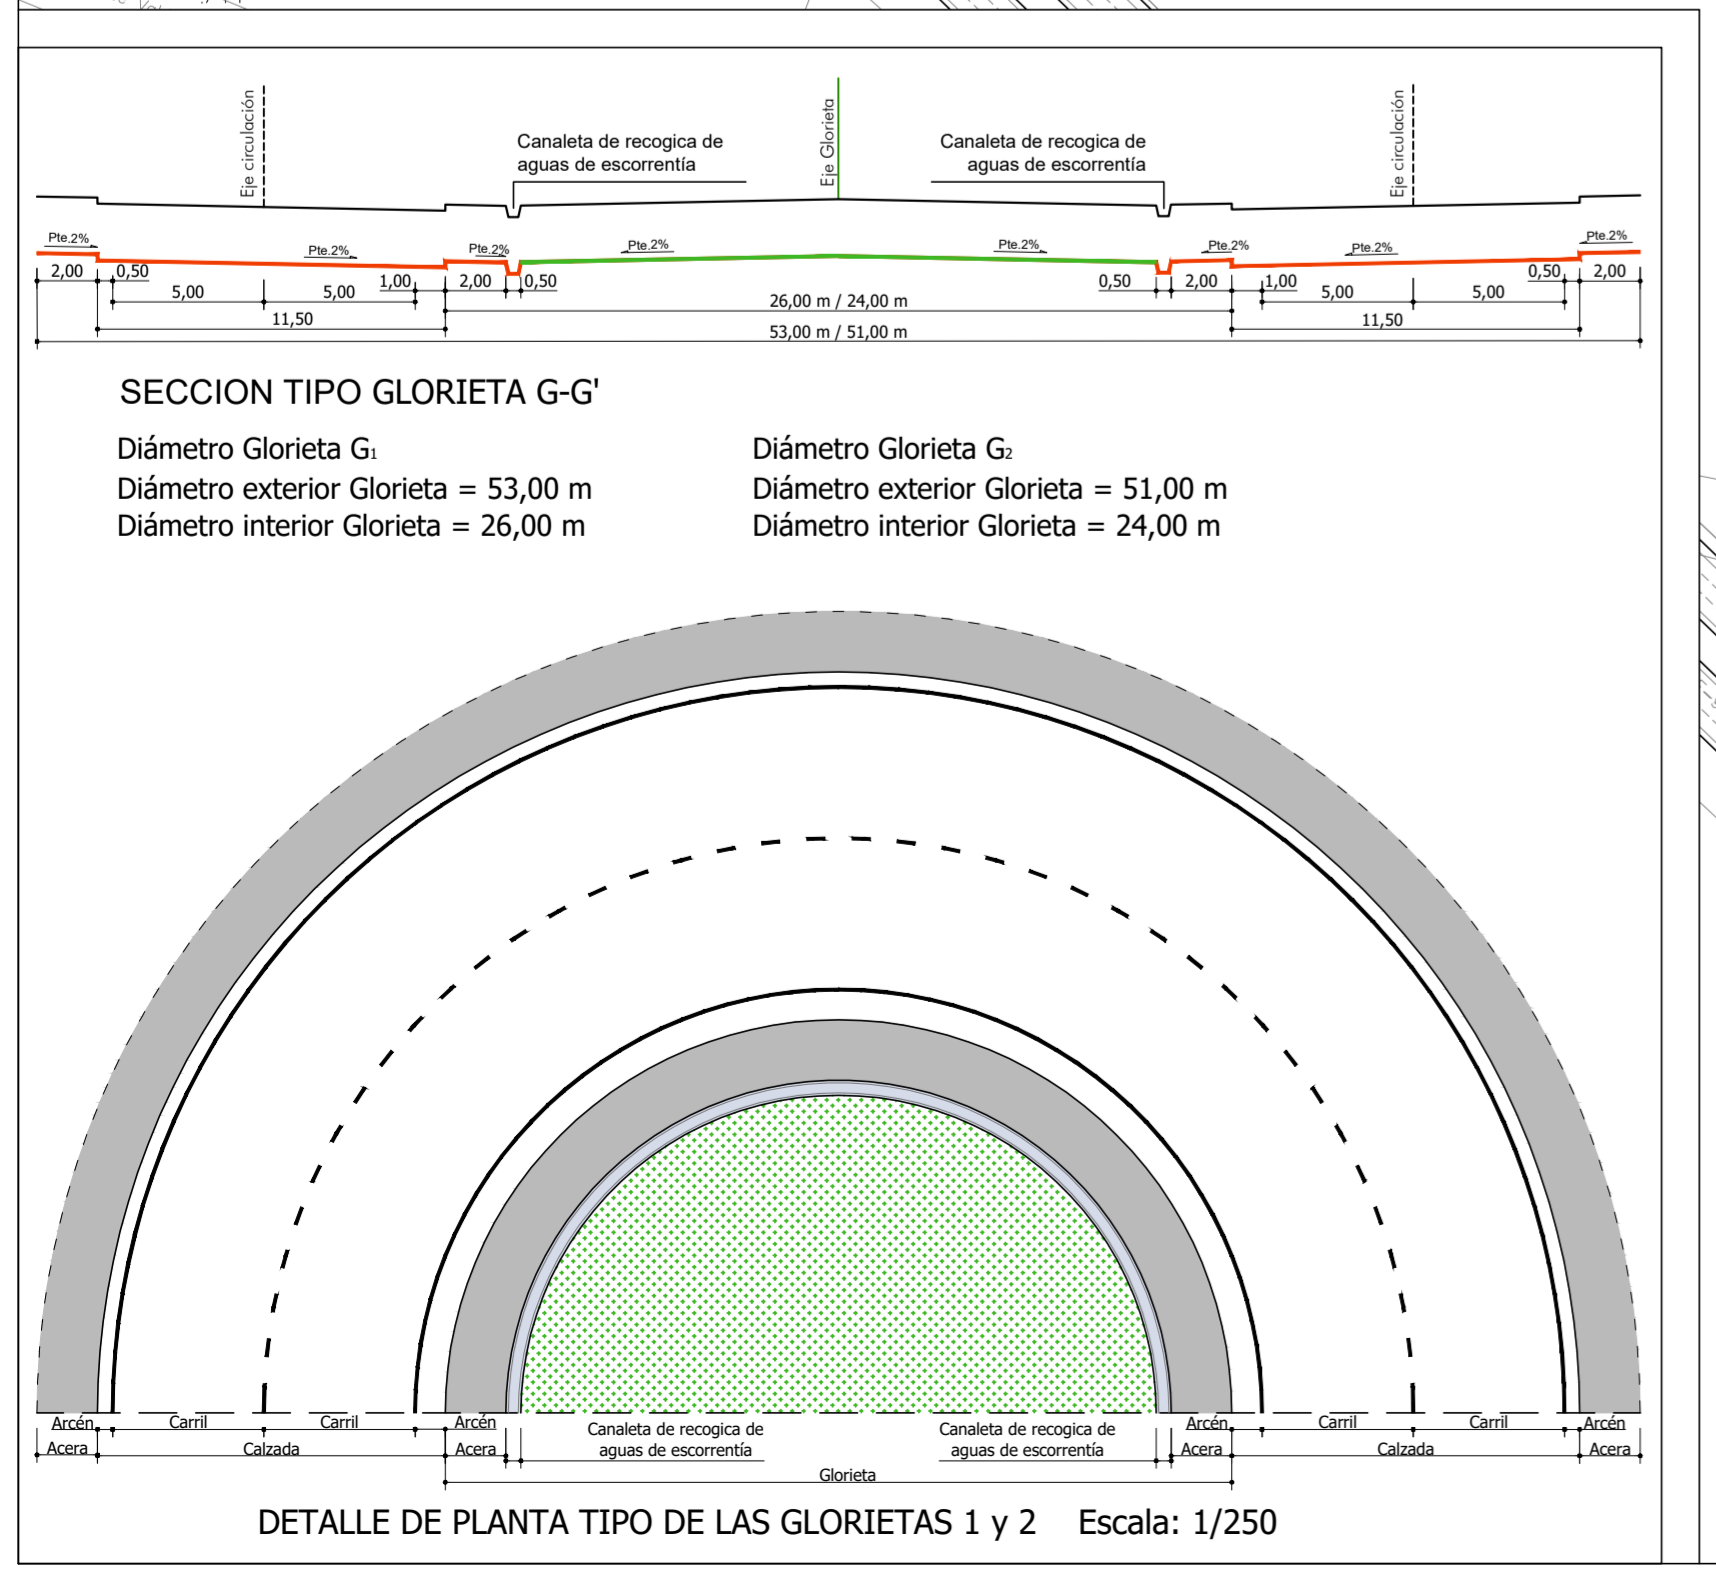 Eje circulación
Canaleta de recogica de
aguas de escorrentía
Eje Glorieta
Canaleta de recogica de
aguas de escorrentía
Eje circulación
Pte.2% Pte.2% Pte.2% Pte.2% Pte.2% Pte.2% Pte.2% Pte.2%
2,00 0,50 1,00 2,00 0,50 0,50 2,00 1,00 0,50 2,00
5,00 5,00 26,00 m / 24,00 m 5,00 5,00
11,50 11,50
53,00 m / 51,00 m
SECCION TIPO GLORIETA G-G'
Diámetro Glorieta G1
Diámetro exterior Glorieta = 53,00 m
Diámetro interior Glorieta = 26,00 m
Diámetro Glorieta G2
Diámetro exterior Glorieta = 51,00 m
Diámetro interior Glorieta = 24,00 m
Arcén Carril Carril Arcén
Acera Calzada Acera
Canaleta de recogica de
aguas de escorrentía
Canaleta de recogica de
aguas de escorrentía
Arcén Carril Carril Arcén
Acera Calzada Acera
Glorieta
DETALLE DE PLANTA TIPO DE LAS GLORIETAS 1 y 2 Escala: 1/250